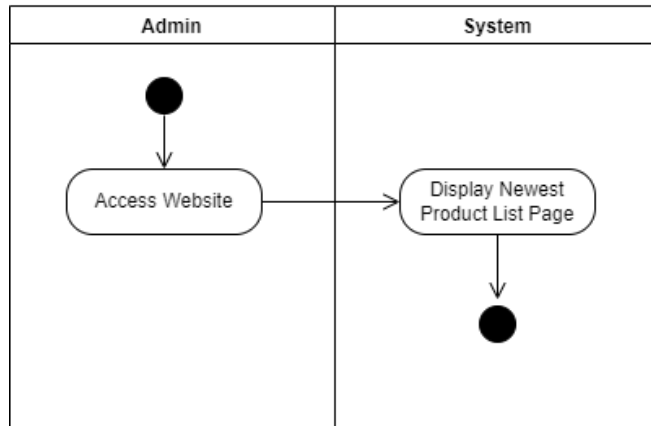 Admin
System
Access Website
Display Newest
Product List Page